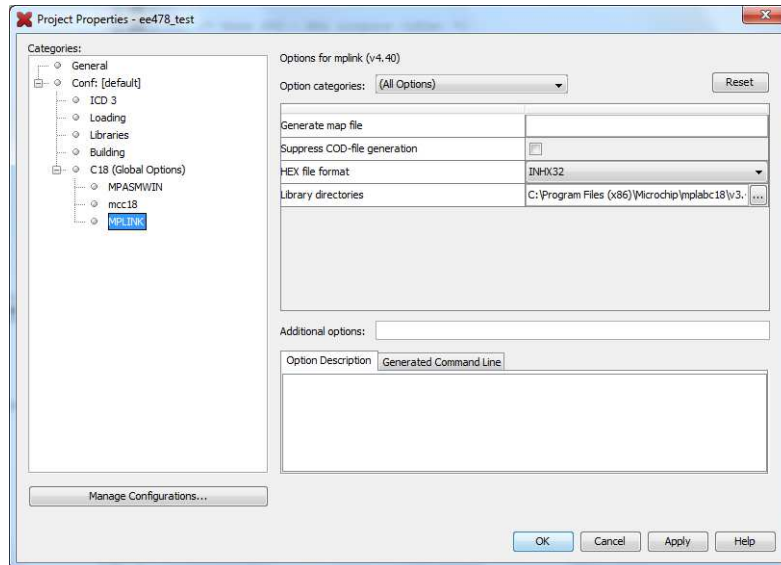 Project Properties - ee478_test
Categories:
General
Conf: [default]
ICD 3
Loading
Libraries
Building
C18 (Global Options)
MPASMWIN
mcc18
MPLINK
Manage Configurations...
Options for mplink (v4.40)
Option categories: (All Options)
Reset
Generate map file
Suppress COD-file generation
HEX file format INHX32
Library directories C:\Program Files (x86)\Microchip\mplabc18\v3. ...
Additional options:
Option Description Generated Command Line
OK Cancel Apply Help